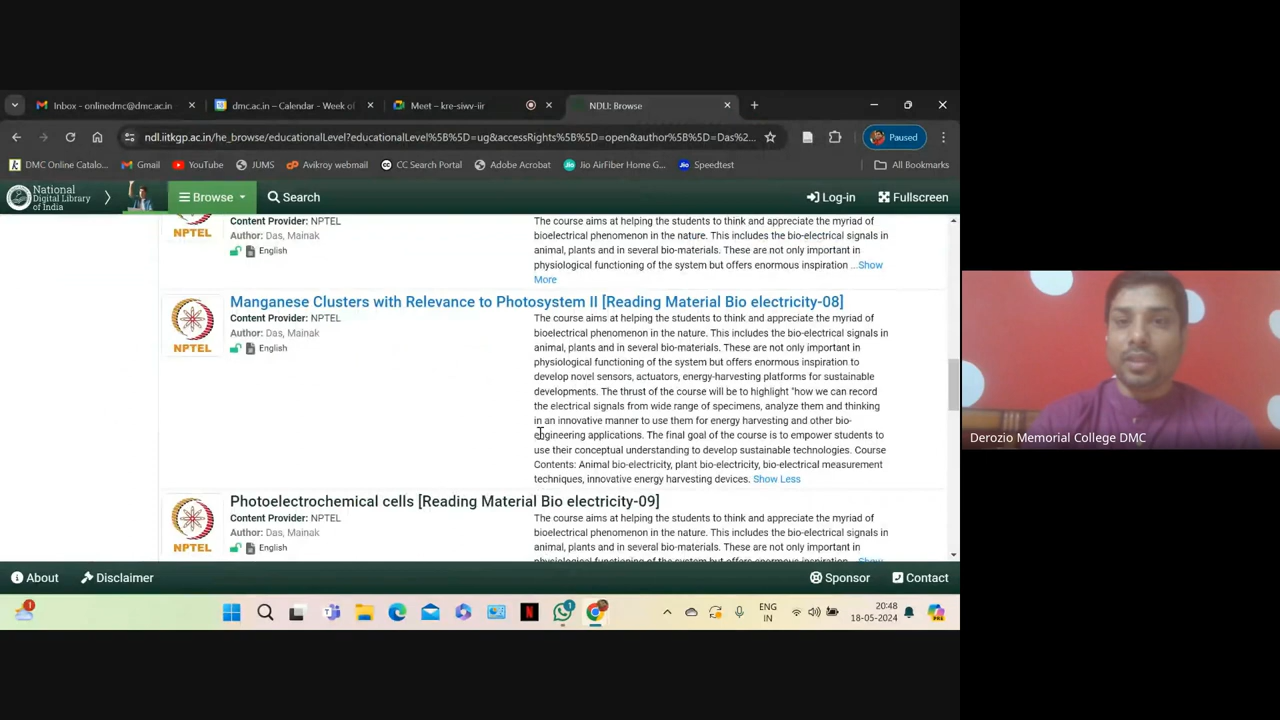 Inbox - onlinedmc@dmc.ac.in
dmc.ac.in – Calendar - Week of
Meet – kre-siwv-iir
NDLI: Browse
ndl.iitkgp.ac.in/he_browse/educationalLevel?educationalLevel%5B%5D=ug&accessRights%5B%5D=open&author%5B%5D=Das%2...
Paused
DMC Online Catalo...
Gmail
YouTube
JUMS
Avikroy webmail
CC Search Portal
Adobe Acrobat
Jio AirFiber Home G...
Speedtest
All Bookmarks
National
Digital Library
of India
Browse
Search
Log-in
Fullscreen
NPTEL
Content Provider: NPTEL
Author: Das, Mainak
English
The course aims at helping the students to think and appreciate the myriad of
bioelectrical phenomenon in the nature. This includes the bio-electrical signals in
animal, plants and in several bio-materials. These are not only important in
physiological functioning of the system but offers enormous inspiration ...Show
More
Manganese Clusters with Relevance to Photosystem II [Reading Material Bio electricity-08]
NPTEL
Content Provider: NPTEL
Author: Das, Mainak
English
The course aims at helping the students to think and appreciate the myriad of
bioelectrical phenomenon in the nature. This includes the bio-electrical signals in
animal, plants and in several bio-materials. These are not only important in
physiological functioning of the system but offers enormous inspiration to
develop novel sensors, actuators, energy-harvesting platforms for sustainable
developments. The thrust of the course will be to highlight "how we can record
the electrical signals from wide range of specimens, analyze them and thinking
in an innovative manner to use them for energy harvesting and other bio-
engineering applications. The final goal of the course is to empower students to
use their conceptual understanding to develop sustainable technologies. Course
Contents: Animal bio-electricity, plant bio-electricity, bio-electrical measurement
techniques, innovative energy harvesting devices. Show Less
Photoelectrochemical cells [Reading Material Bio electricity-09]
NPTEL
Content Provider: NPTEL
Author: Das, Mainak
English
The course aims at helping the students to think and appreciate the myriad of
bioelectrical phenomenon in the nature. This includes the bio-electrical signals in
animal, plants and in several bio-materials. These are not only important in
physiological functioning of the system but offers enormous inspiration ...Show
About
Disclaimer
Sponsor
Contact
ENG
IN
20:48
18-05-2024
Derozio Memorial College DMC